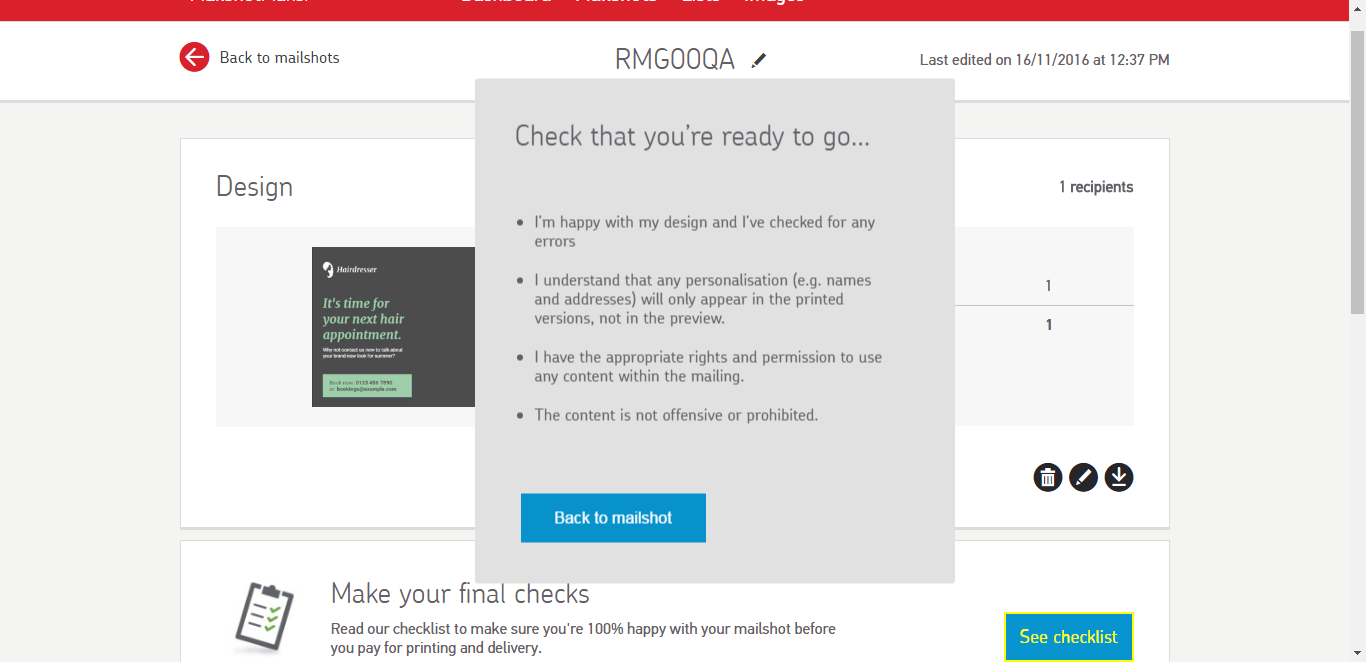 MailshotMaker Dashboard Mailshots Lists Images
Back to mailshots
RMG00QA
Last edited on 16/11/2016 at 12:37 PM
Check that you're ready to go...
Design
1 recipients
I'm happy with my design and I've checked for any
errors
I understand that any personalisation (e.g. names
and addresses) will only appear in the printed
versions, not in the preview.
I have the appropriate rights and permission to use
any content within the mailing.
The content is not offensive or prohibited.
Back to mailshot
Hairdresser
It's time for
your next hair
appointment.
Why not contact us now to talk about
your brand new look for summer?
Book now: 0123 456 7890
or: bookings@example.com
1
1
Make your final checks
Read our checklist to make sure you're 100% happy with your mailshot before
you pay for printing and delivery.
See checklist